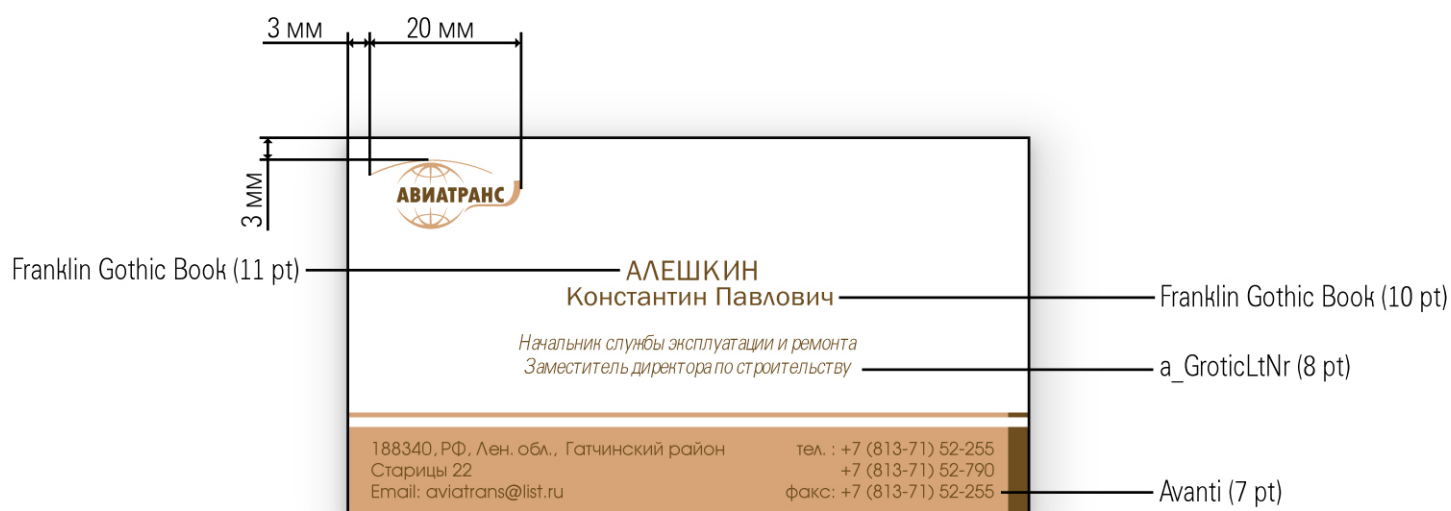 3 мм
20 мм
3 мм
АВИАТРАНС
Franklin Gothic Book (11 pt)
АЛЕШКИН
Константин Павлович
Franklin Gothic Book (10 pt)
Начальник службы эксплуатации и ремонта
Заместитель директора по строительству
a_GroticLtNr (8 pt)
188340, РФ, Лен. обл., Гатчинский район
тел. : +7 (813-71) 52-255
Старицы 22
+7 (813-71) 52-790
Email: aviatrans@list.ru
факс: +7 (813-71) 52-255
Avanti (7 pt)